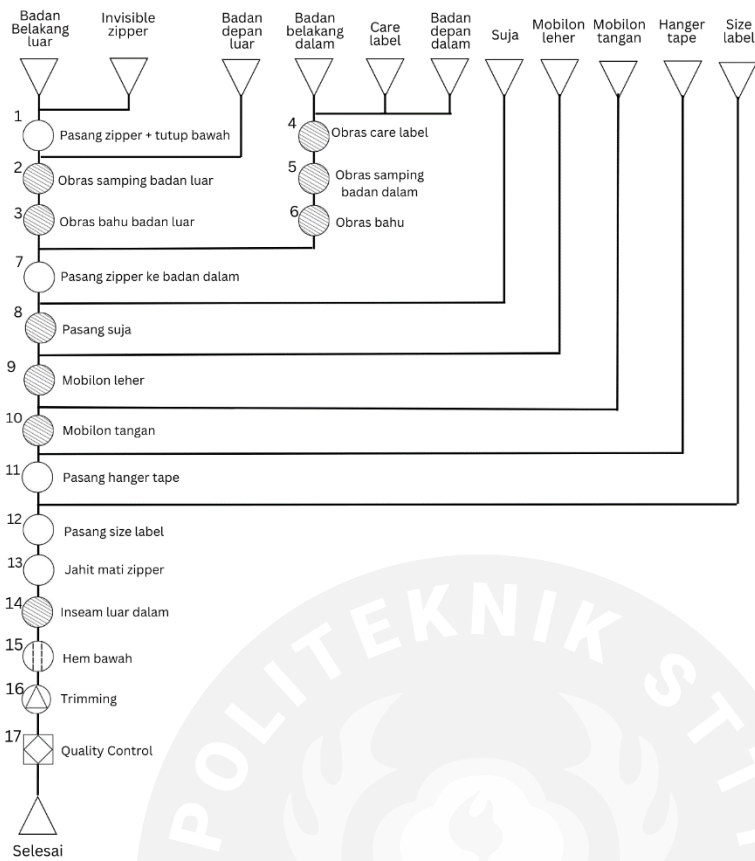 Badan
Belakang
luar
Invisible
zipper
Badan
depan
luar
Badan
belakang
dalam
Care
label
Badan
depan
dalam
Suja
Mobilon
leher
Mobilon
tangan
Hanger
tape
Size
label
1 Pasang zipper + tutup bawah
2 Obras samping badan luar
3 Obras bahu badan luar
4 Obras care label
5 Obras samping
badan dalam
6 Obras bahu
7 Pasang zipper ke badan dalam
8 Pasang suja
9 Mobilon leher
10 Mobilon tangan
11 Pasang hanger tape
12 Pasang size label
13 Jahit mati zipper
14 Inseam luar dalam
15 Hem bawah
16 Trimming
17 Quality Control
Selesai
POLITEKNIK STT